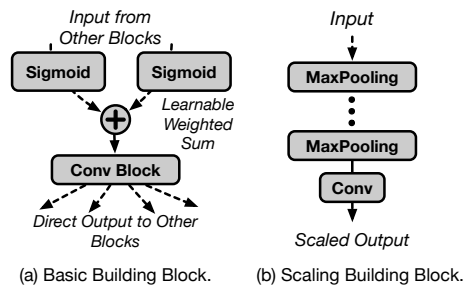 Input from
Other Blocks
Sigmoid
Sigmoid
Learnable
Weighted
Sum
+
Conv Block
Direct Output to Other
Blocks
(a) Basic Building Block.
Input
MaxPooling
MaxPooling
Conv
Scaled Output
(b) Scaling Building Block.